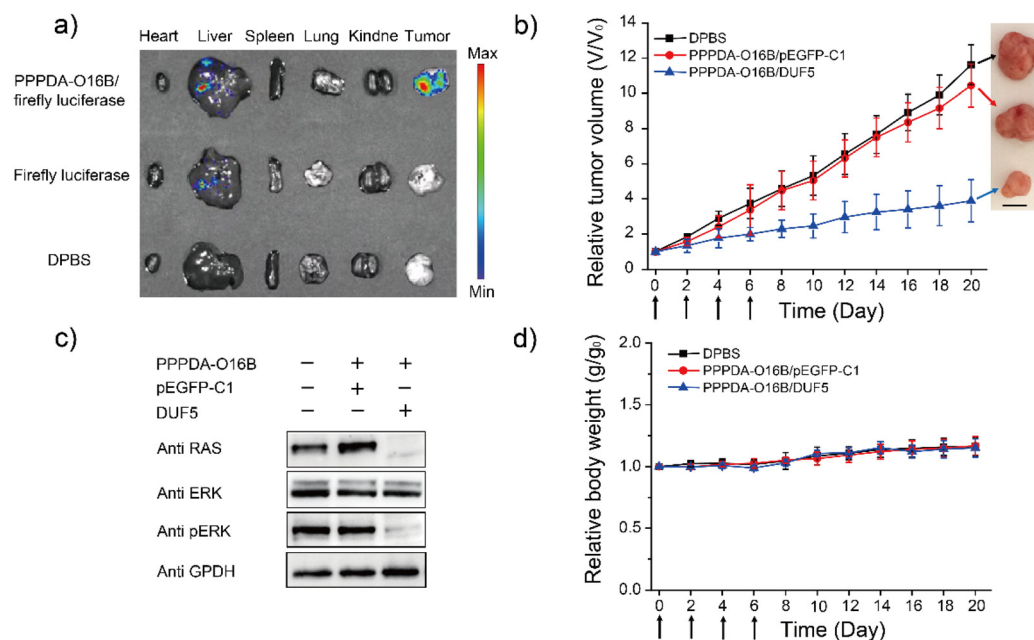 a)
Heart Liver Spleen Lung Kindne Tumor
PPPDA-O16B/
firefly luciferase
Firefly luciferase
DPBS
Max
Min
b)
Relative tumor volume (V/V₀)
14
12
10
8
6
4
2
0
DPBS
PPPDA-O16B/pEGFP-C1
PPPDA-O16B/DUF5
0 2 4 6 8 10 12 14 16 18 20
Time (Day)
c)
PPPDA-O16B – + +
pEGFP-C1 – + –
DUF5 – – +
Anti RAS
Anti ERK
Anti pERK
Anti GPDH
d)
Relative body weight (g/g₀)
2.0
1.5
1.0
0.5
0.0
DPBS
PPPDA-O16B/pEGFP-C1
PPPDA-O16B/DUF5
0 2 4 6 8 10 12 14 16 18 20
Time (Day)